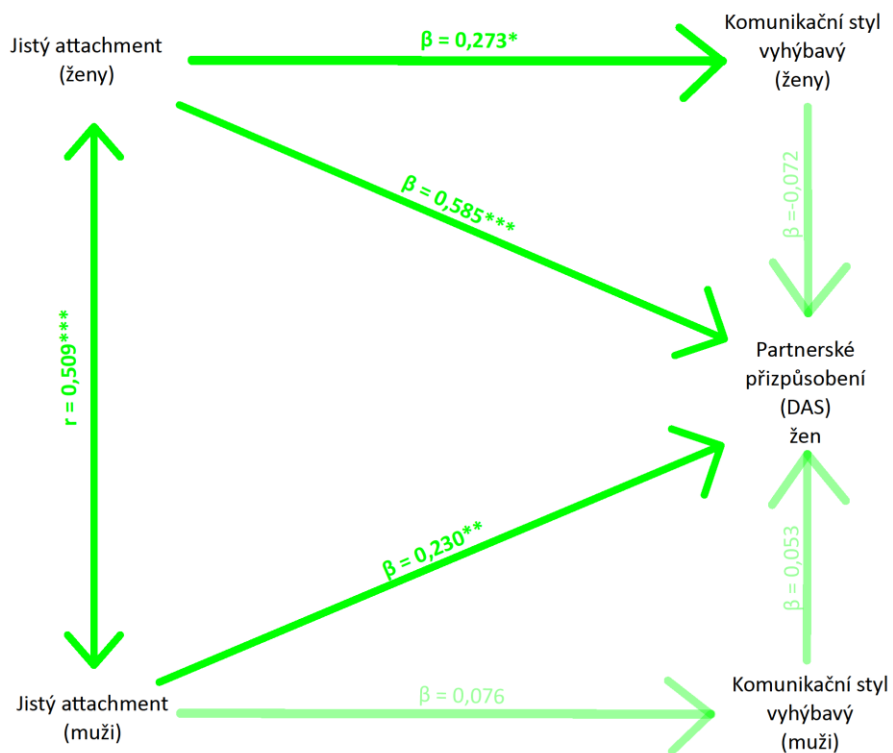 Jistý attachment
(ženy)
β = 0,273*
Komunikační styl
vyhýbavý
(ženy)
β = 0,585***
β =-0,072
r = 0,509***
Partnerské
přizpůsobení
(DAS)
žen
β = 0,230**
β = 0,053
Jistý attachment
(muži)
β = 0,076
Komunikační styl
vyhýbavý
(muži)